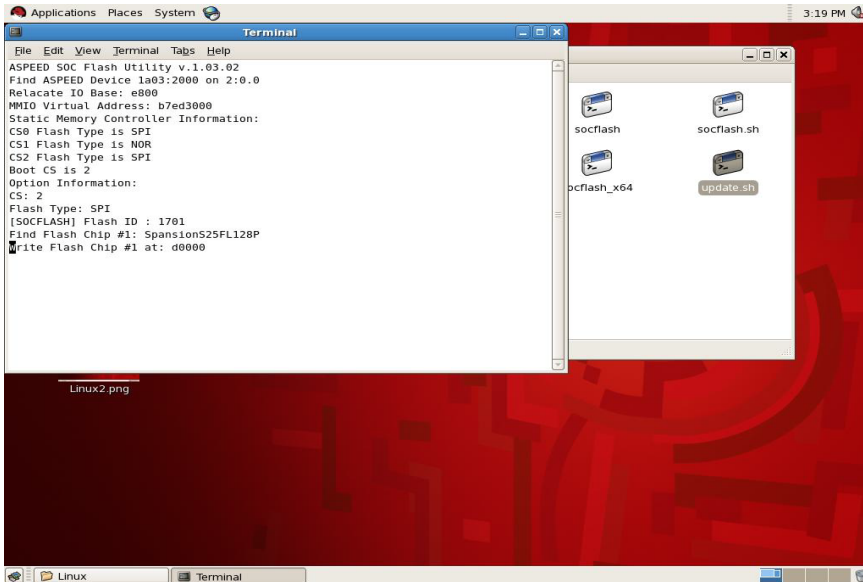 Applications Places System
3:19 PM
Terminal
File Edit View Terminal Tabs Help
ASPEED SOC Flash Utility v.1.03.02
Find ASPEED Device 1a03:2000 on 2:0.0
Relacate IO Base: e800
MMIO Virtual Address: b7ed3000
Static Memory Controller Information:
CS0 Flash Type is SPI
CS1 Flash Type is NOR
CS2 Flash Type is SPI
Boot CS is 2
Option Information:
CS: 2
Flash Type: SPI
[SOCFLASH] Flash ID : 1701
Find Flash Chip #1: SpansionS25FL128P
Write Flash Chip #1 at: d0000
socflash
socflash.sh
ocflash_x64
update.sh
Linux2.png
Linux
Terminal